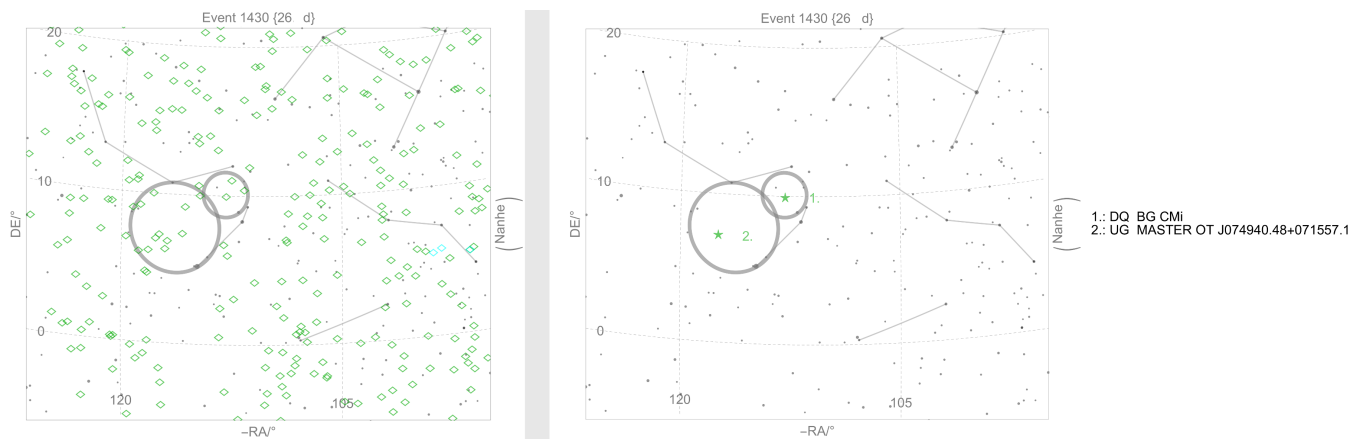 Event 1430 {26 d}
20
10
0
120
105
DE/°
–RA/°
Nanhe
(
)
Event 1430 {26 d}
20
10
0
120
105
DE/°
–RA/°
1.
2.
Nanhe
(
)
1.: DQ BG CMi
2.: UG MASTER OT J074940.48+071557.1